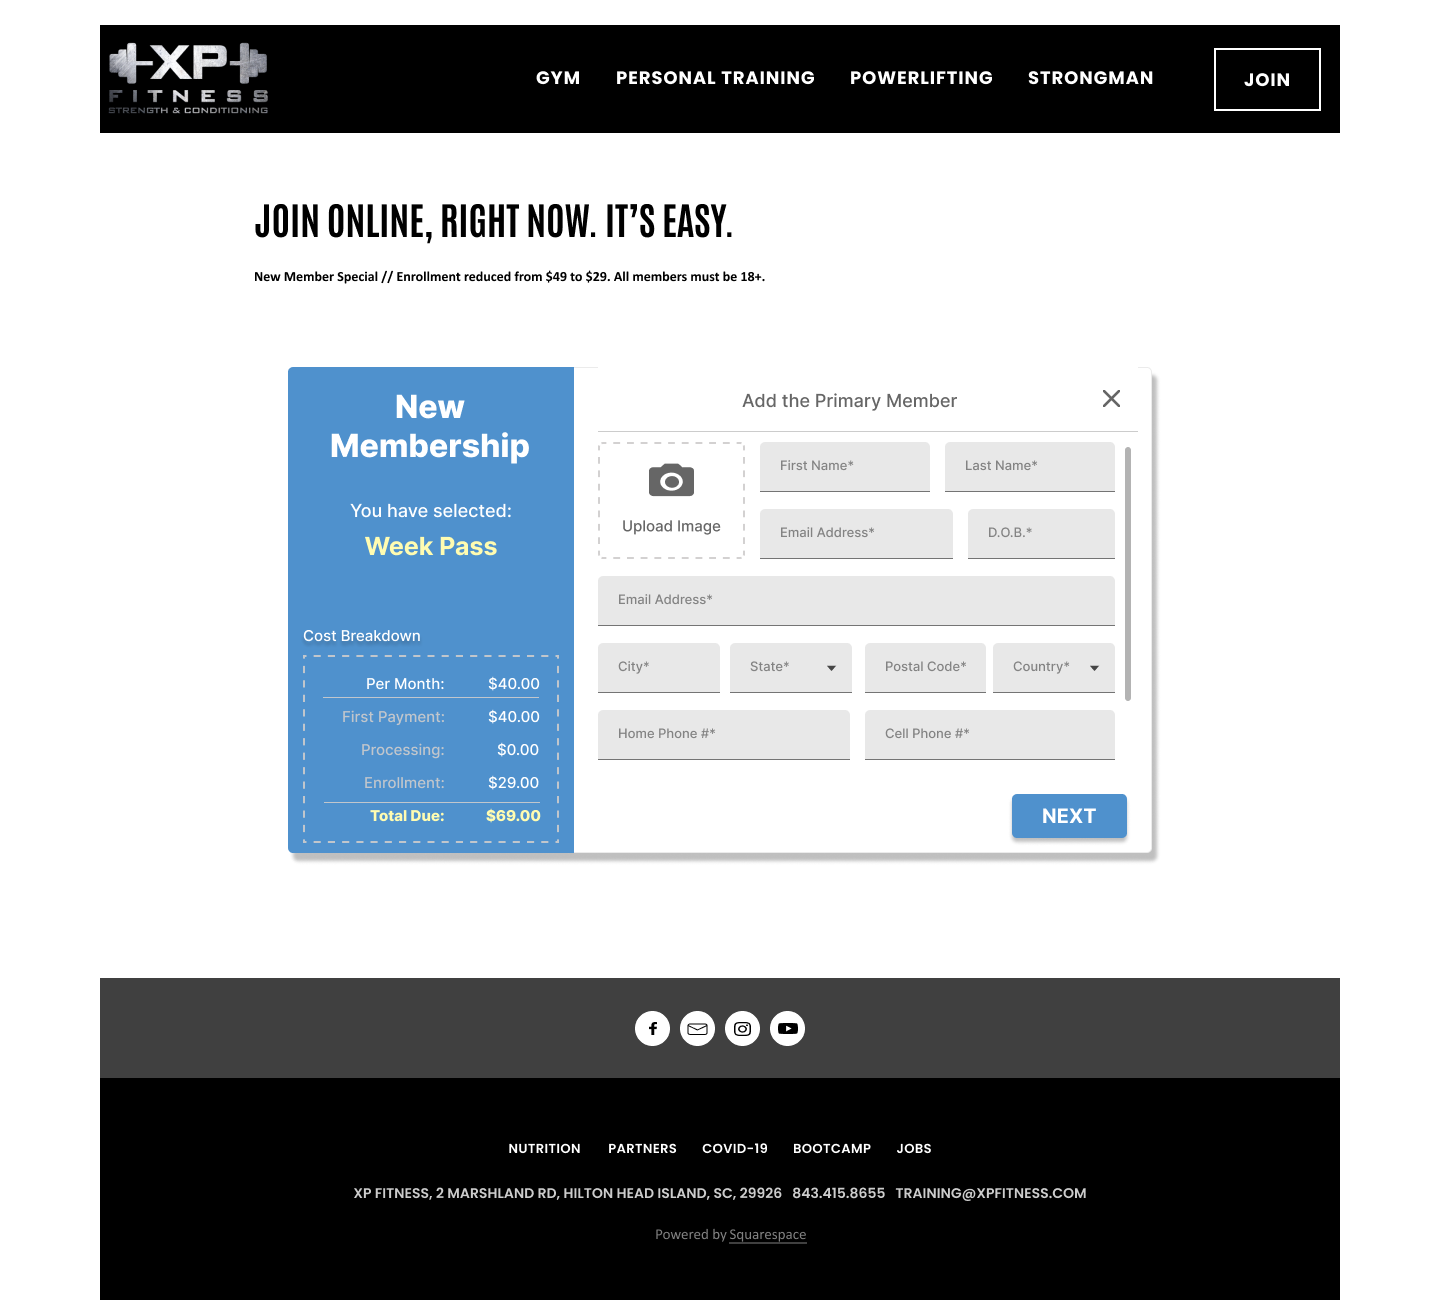 XP
FITNESS
STRENGTH & CONDITIONING
GYM PERSONAL TRAINING POWERLIFTING STRONGMAN JOIN
JOIN ONLINE, RIGHT NOW. IT’S EASY.
New Member Special // Enrollment reduced from $49 to $29. All members must be 18+.
New
Membership
You have selected:
Week Pass
Cost Breakdown
Per Month: $40.00
First Payment: $40.00
Processing: $0.00
Enrollment: $29.00
Total Due: $69.00
Add the Primary Member
Upload Image
First Name* Last Name*
Email Address* D.O.B.*
Email Address*
City* State* Postal Code* Country*
Home Phone #* Cell Phone #*
NEXT
NUTRITION PARTNERS COVID-19 BOOTCAMP JOBS
XP FITNESS, 2 MARSHLAND RD, HILTON HEAD ISLAND, SC, 29926 843.415.8655 TRAINING@XPFITNESS.COM
Powered by Squarespace